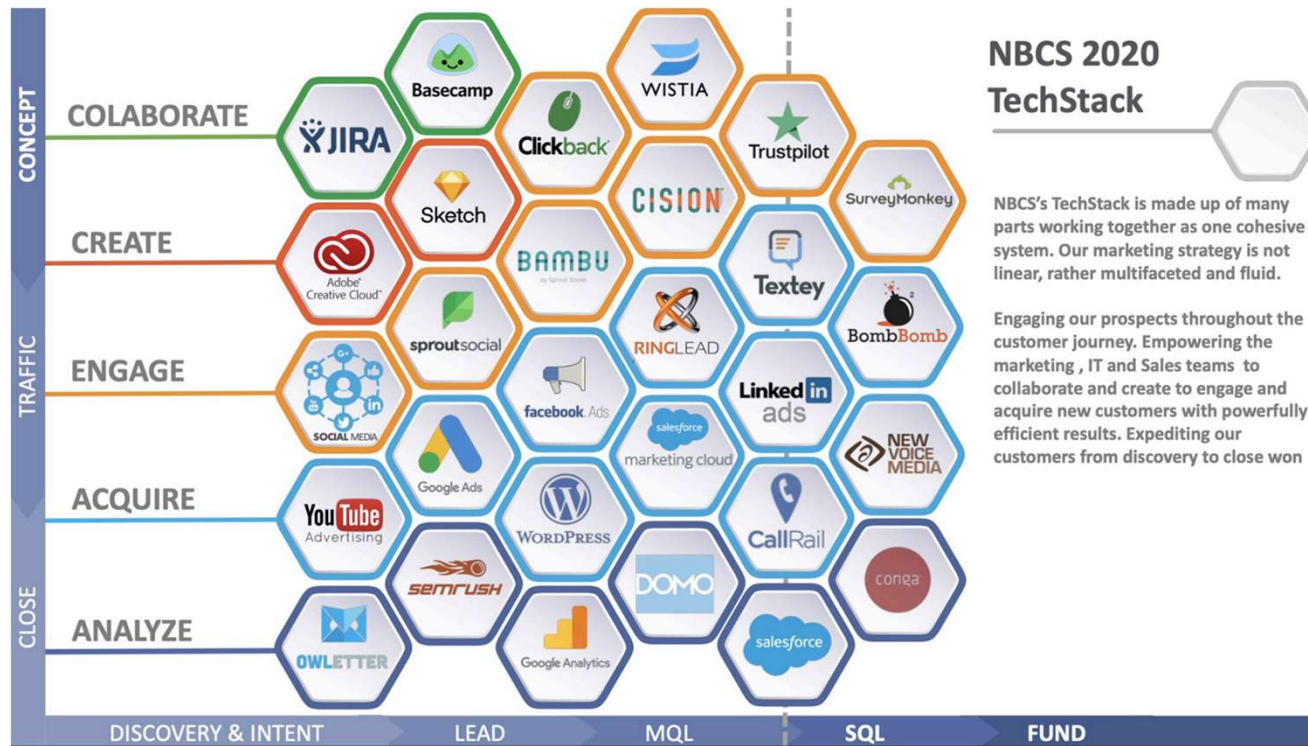 NBCS 2020
TechStack
NBCS's TechStack is made up of many
parts working together as one cohesive
system. Our marketing strategy is not
linear, rather multifaceted and fluid.
Engaging our prospects throughout the
customer journey. Empowering the
marketing , IT and Sales teams to
collaborate and create to engage and
acquire new customers with powerfully
efficient results. Expediting our
customers from discovery to close won
CONCEPT
TRAFFIC
CLOSE
COLABORATE
CREATE
ENGAGE
ACQUIRE
ANALYZE
JIRA
Basecamp
Clickback
WISTIA
Trustpilot
SurveyMonkey
Adobe
Creative Cloud
Sketch
BAMBU
by Sprout Social
CISION
Textey
BombBomb
2
SOCIAL MEDIA
G+
You Tube
in
sproutsocial
facebook Ads
RINGLEAD
Linked in
ads
NEW
VOICE
MEDIA
You Tube
Advertising
Google Ads
WORDPRESS
salesforce
marketing cloud
CallRail
conga
OWLETTER
semrush
Google Analytics
DOMO
salesforce
DISCOVERY & INTENT
LEAD
MQL
SQL
FUND